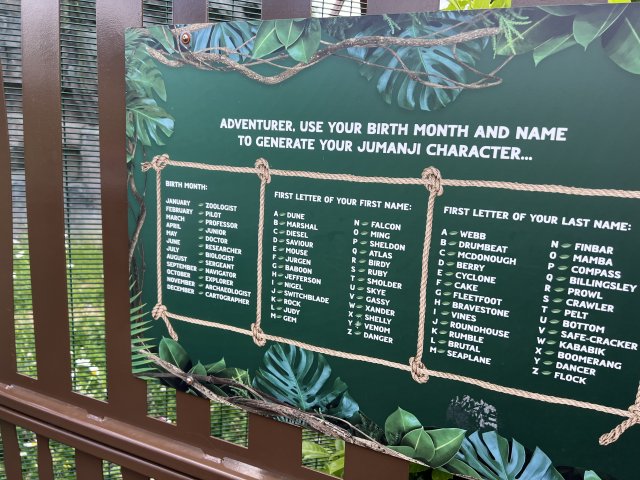 ADVENTURER, USE YOUR BIRTH MONTH AND NAME
TO GENERATE YOUR JUMANJI CHARACTER...
BIRTH MONTH:
JANUARY ZOOLOGIST
FEBRUARY PILOT
MARCH PROFESSOR
APRIL JUNIOR
MAY DOCTOR
JUNE RESEARCHER
JULY BIOLOGIST
AUGUST SERGEANT
SEPTEMBER NAVIGATOR
OCTOBER EXPLORER
NOVEMBER ARCHAEOLOGIST
DECEMBER CARTOGRAPHER
FIRST LETTER OF YOUR FIRST NAME:
A DUNE
B MARSHAL
C DIESEL
D SAVIOUR
E MOUSE
F JURGEN
G BABOON
H JEFFERSON
I NIGEL
J SWITCHBLADE
K ROCK
L JUDY
M GEM
N FALCON
O MING
P SHELDON
Q ATLAS
R BIRDY
S RUBY
T SMOLDER
U SKYE
V GASSY
W XANDER
X SHELLY
Y VENOM
Z DANGER
FIRST LETTER OF YOUR LAST NAME:
A WEBB
B DRUMBEAT
C MCDONOUGH
D BERRY
E CYCLONE
F CAKE
G FLEETFOOT
H BRAVESTONE
I VINES
J ROUNDHOUSE
K RUMBLE
L BRUTAL
M SEAPLANE
N FINBAR
O MAMBA
P COMPASS
Q BILLINGSLEY
R PROWL
S CRAWLER
T PELT
U BOTTOM
V SAFE-CRACKER
W KABABIK
X BOOMERANG
Y DANCER
Z FLOCK